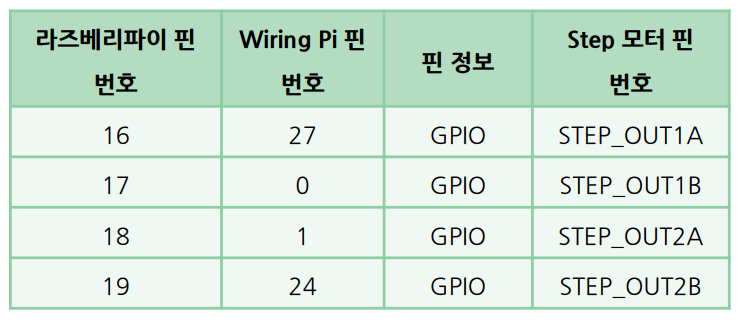 라즈베리파이 핀 번호 Wiring Pi 핀 번호 핀 정보 Step 모터 핀 번호
16 27 GPIO STEP_OUT1A
17 0 GPIO STEP_OUT1B
18 1 GPIO STEP_OUT2A
19 24 GPIO STEP_OUT2B